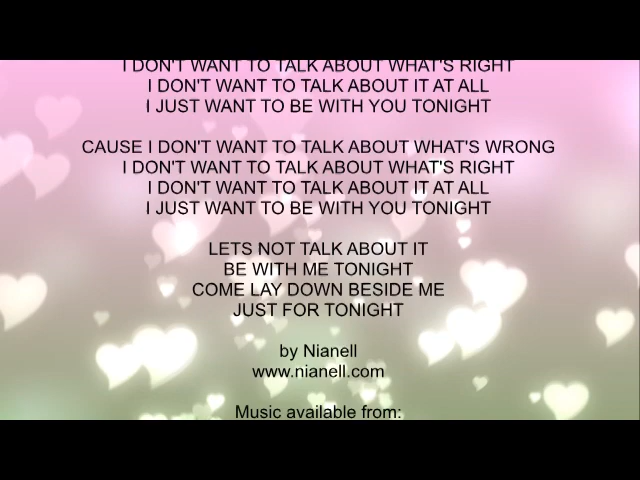 I DON'T WANT TO TALK ABOUT WHAT'S RIGHT
I DON'T WANT TO TALK ABOUT IT AT ALL
I JUST WANT TO BE WITH YOU TONIGHT
CAUSE I DON'T WANT TO TALK ABOUT WHAT'S WRONG
I DON'T WANT TO TALK ABOUT WHAT'S RIGHT
I DON'T WANT TO TALK ABOUT IT AT ALL
I JUST WANT TO BE WITH YOU TONIGHT
LETS NOT TALK ABOUT IT
BE WITH ME TONIGHT
COME LAY DOWN BESIDE ME
JUST FOR TONIGHT
by Nianell
www.nianell.com
Music available from: